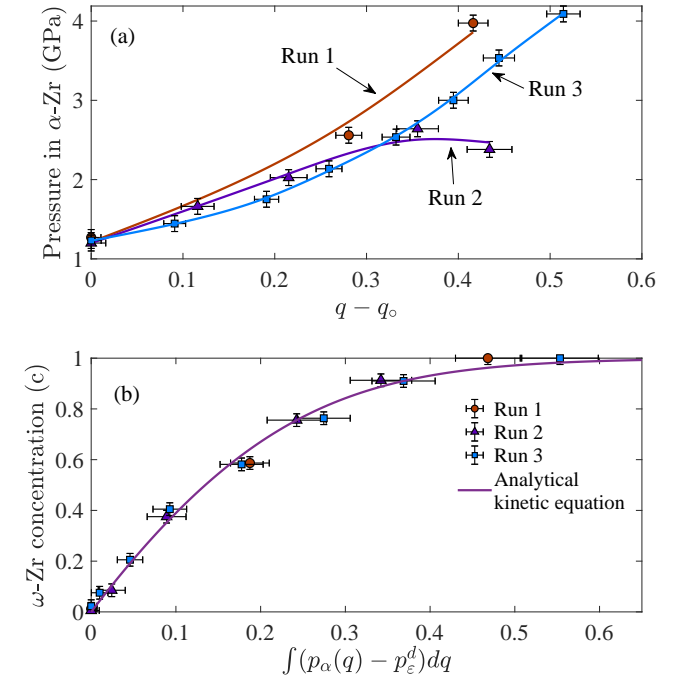 (a)
Pressure in α-Zr (GPa)
4
3
2
1
Run 1
Run 3
Run 2
0
0.1
0.2
0.3
0.4
0.5
0.6
q − q∘
(b)
ω-Zr concentration (c)
1
0.8
0.6
0.4
0.2
0
Run 1
Run 2
Run 3
Analytical
kinetic equation
0
0.1
0.2
0.3
0.4
0.5
0.6
∫(pα(q) − pᵈε)dq